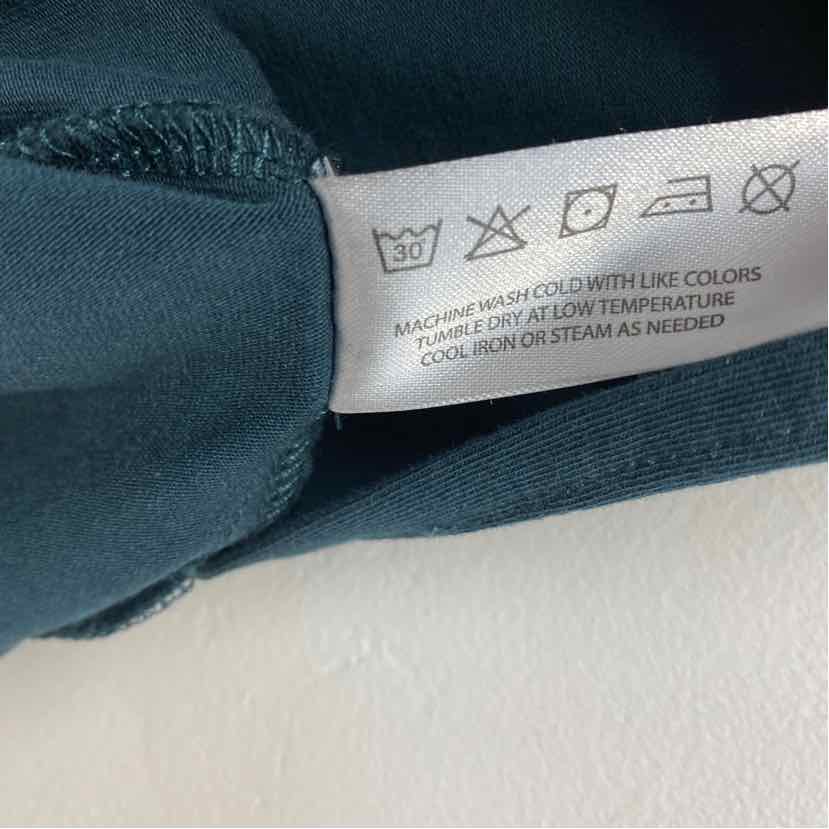 30
MACHINE WASH COLD WITH LIKE COLORS
TUMBLE DRY AT LOW TEMPERATURE
COOL IRON OR STEAM AS NEEDED